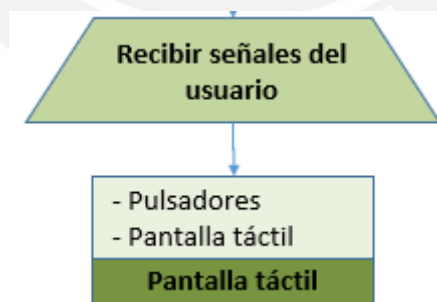 Recibir señales del
usuario
- Pulsadores
- Pantalla táctil
Pantalla táctil